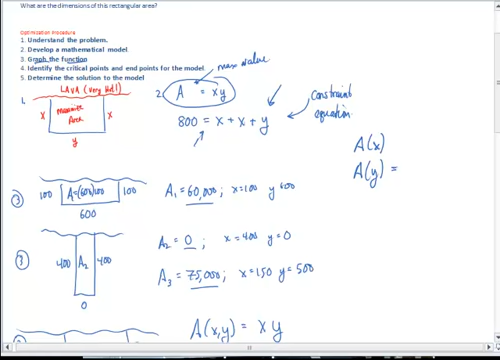 What are the dimensions of this rectangular area?
Optimization Procedure
1. Understand the problem.
2. Develop a mathematical model.
3. Graph the function
4. Identify the critical points and end points for the model.
5. Determine the solution to the model
max value
1. LAVA (Very Hot!)
x Maximize Area x
y
2. A = xy
800 = x + x + y
constraint equation
A(x)
A(y) =
3 100 A=(600)100 100
600
A₁ = 60,000; x=100 y 600
3 400 A₂ 400
0
A₂ = 0; x=400 y=0
A₃ = 75,000; x=150 y=500
A(x,y) = xy